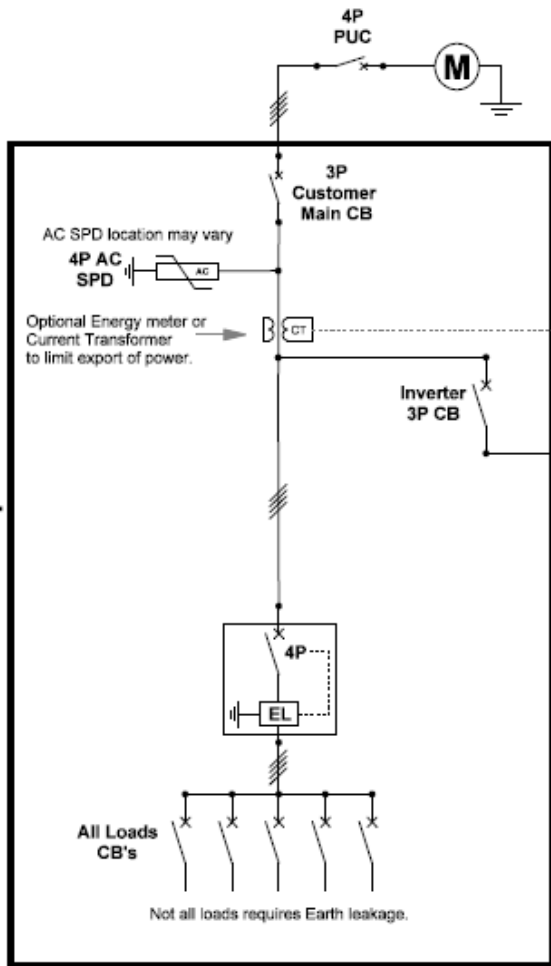 4P
PUC
M
3P
Customer
Main CB
AC SPD location may vary
4P AC
SPD
AC
Optional Energy meter or
Current Transformer
to limit export of power.
CT
Inverter
3P CB
4P
EL
All Loads
CB's
Not all loads requires Earth leakage.